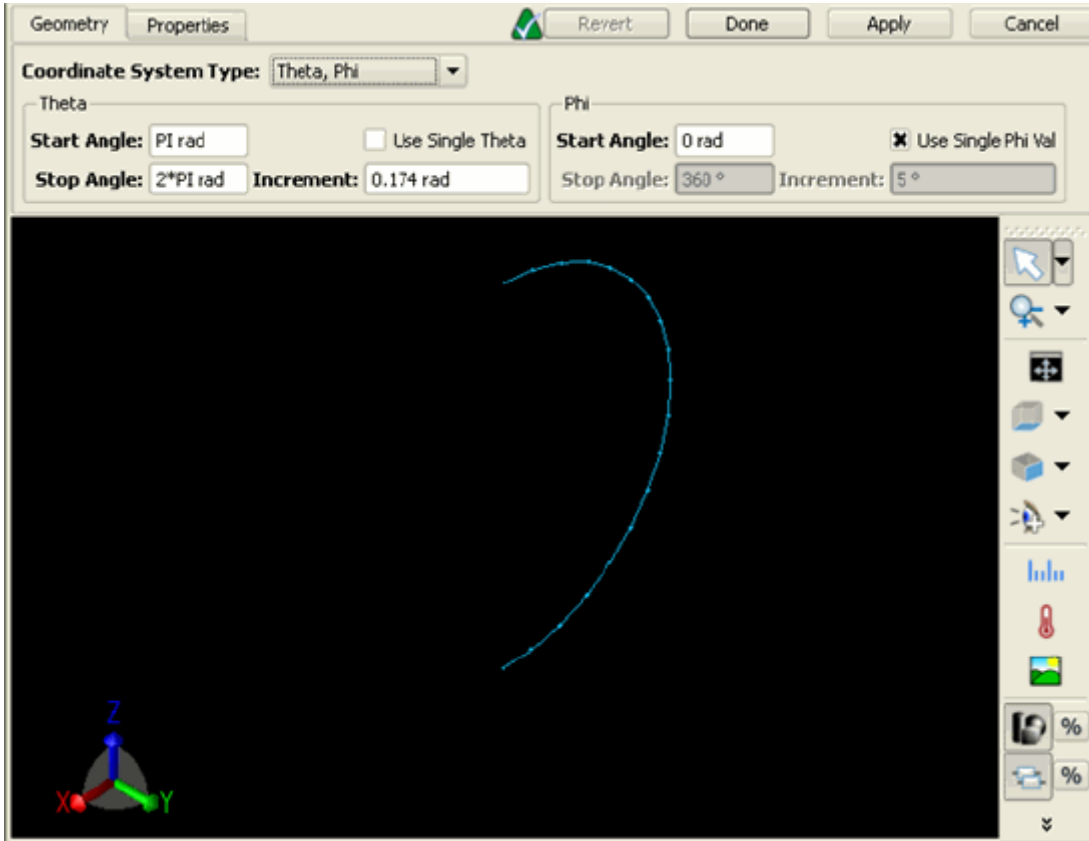 Geometry Properties Revert Done Apply Cancel
Coordinate System Type: Theta, Phi
Theta Phi
Start Angle: PI rad Use Single Theta Start Angle: 0 rad Use Single Phi Val
Stop Angle: 2*PI rad Increment: 0.174 rad Stop Angle: 360 ° Increment: 5 °
Z
X Y
%
%